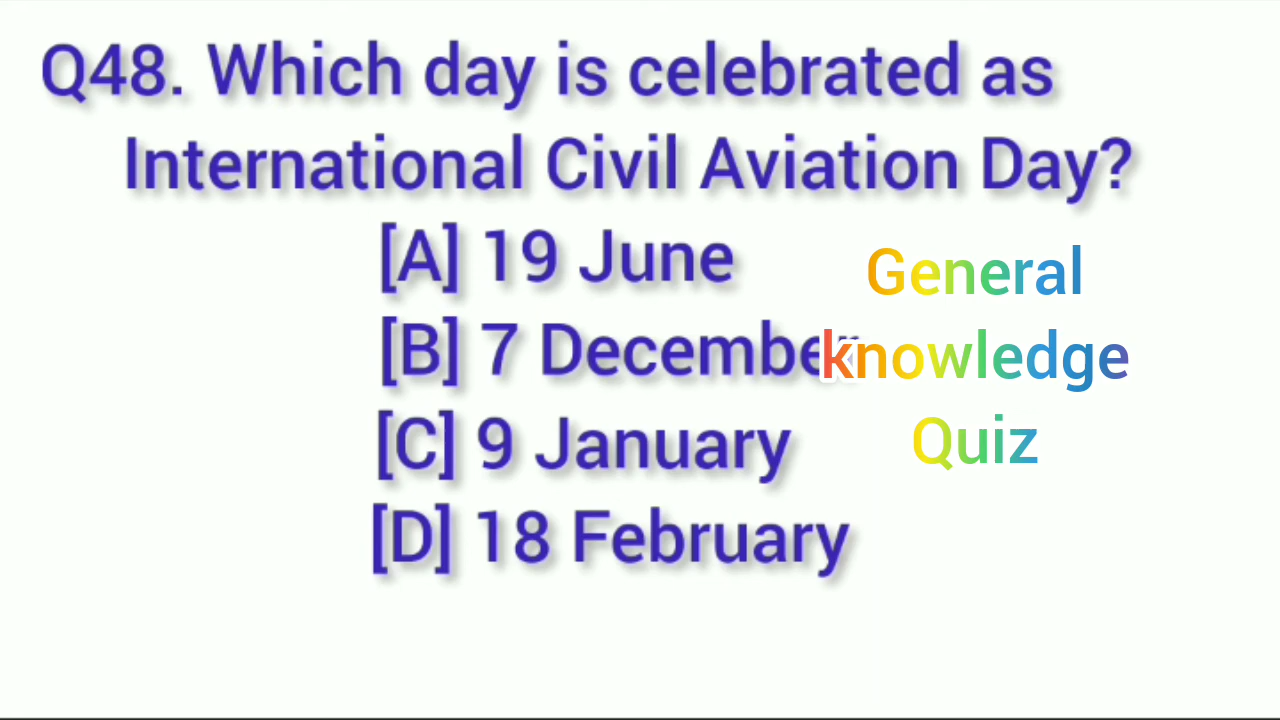 Q48. Which day is celebrated as
International Civil Aviation Day?
[A] 19 June
[B] 7 December
[C] 9 January
[D] 18 February
General
knowledge
Quiz